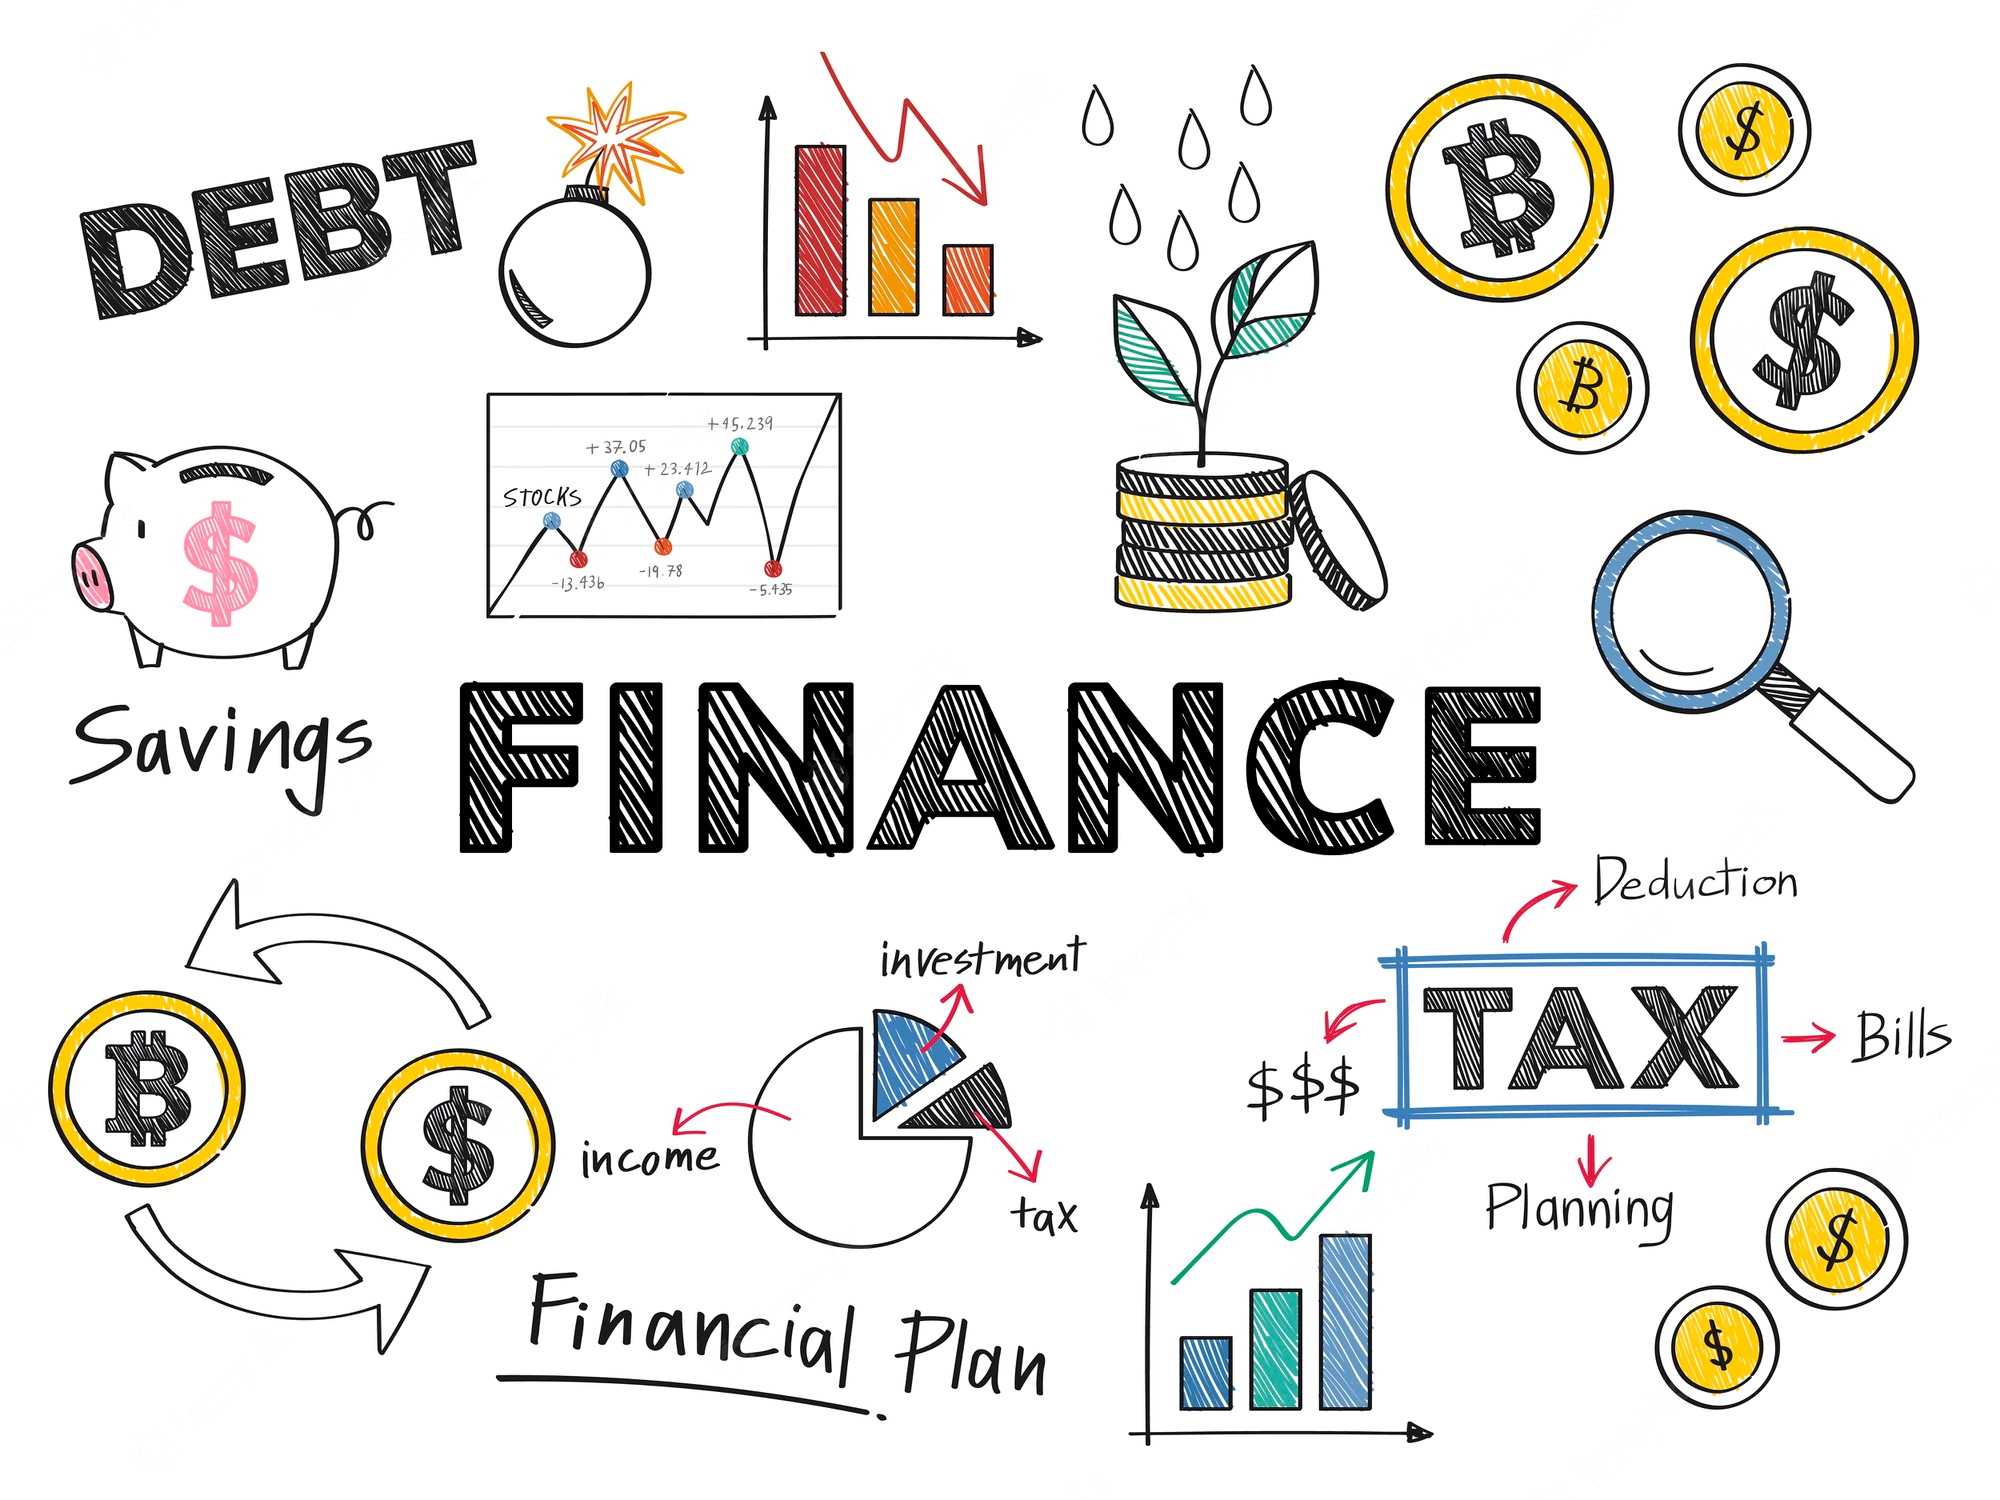 DEBT
STOCKS
+37.05
+23.412
+45.239
-13.436
-19.78
-5.435
$
$
$
Savings
FINANCE
Deduction
TAX
$$$
Bills
Planning
investment
income
tax
$
Financial Plan
$
$